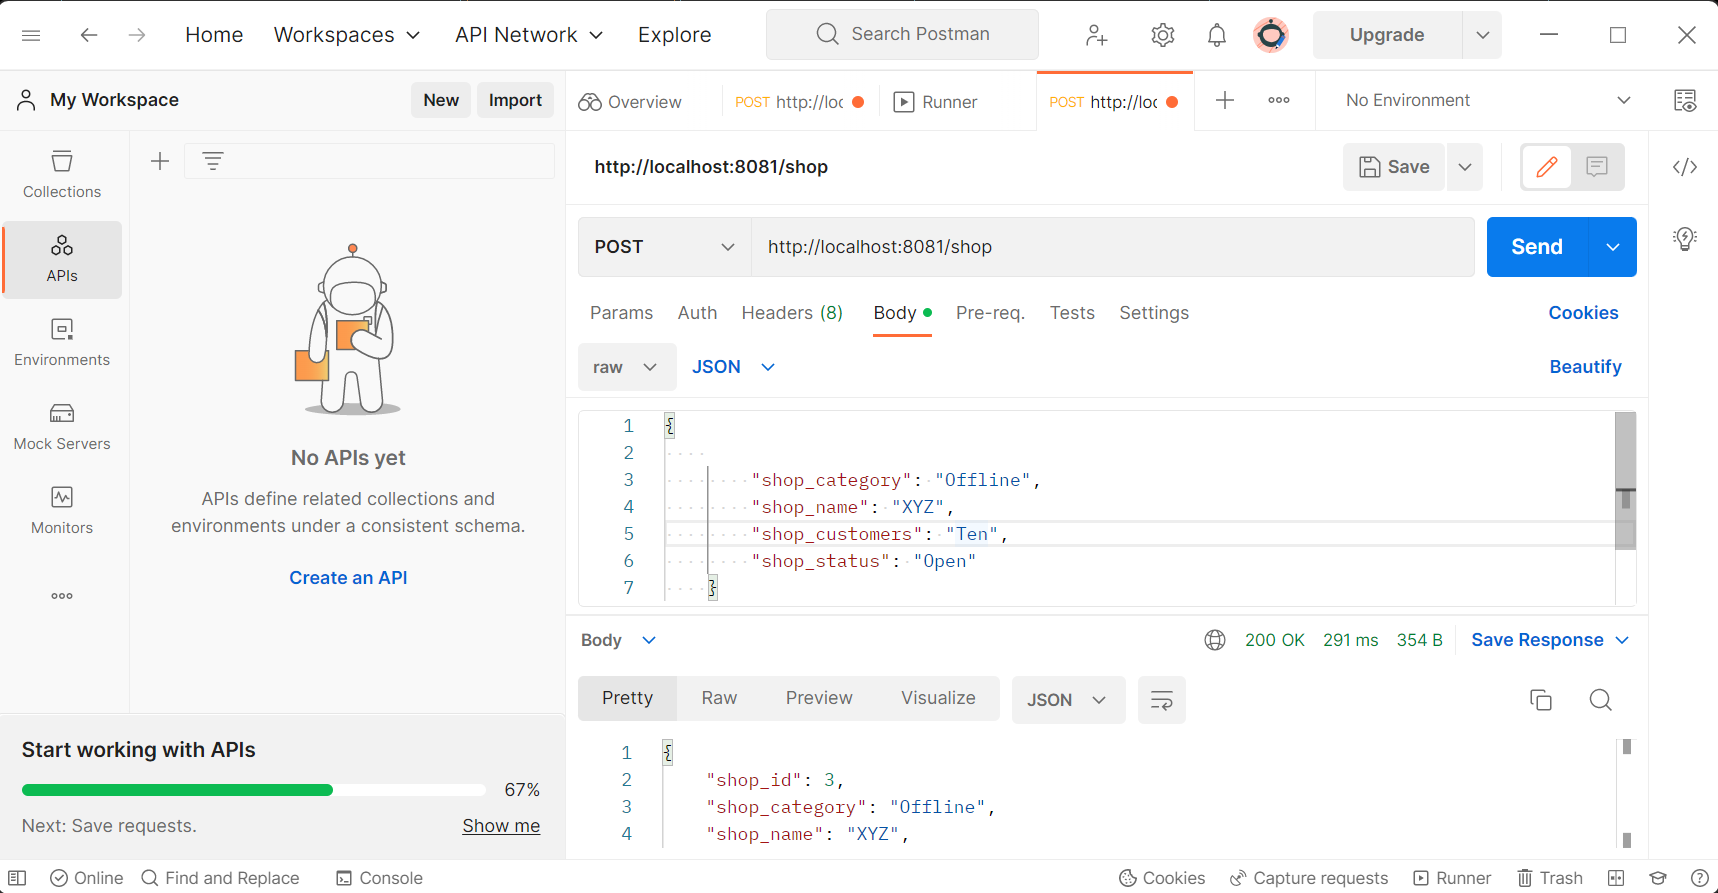 Home Workspaces API Network Explore Search Postman Upgrade
My Workspace New Import Overview POST http://loc Runner POST http://loc No Environment
Collections
APIs
Environments
Mock Servers
Monitors
No APIs yet
APIs define related collections and
environments under a consistent schema.
Create an API
Start working with APIs
67%
Next: Save requests. Show me
http://localhost:8081/shop Save
POST http://localhost:8081/shop Send
Params Auth Headers (8) Body Pre-req. Tests Settings Cookies
raw JSON Beautify
1 {
2
3 "shop_category": "Offline",
4 "shop_name": "XYZ",
5 "shop_customers": "Ten",
6 "shop_status": "Open"
7 }
Body 200 OK 291 ms 354 B Save Response
Pretty Raw Preview Visualize JSON
1 {
2 "shop_id": 3,
3 "shop_category": "Offline",
4 "shop_name": "XYZ",
Online Find and Replace Console Cookies Capture requests Runner Trash